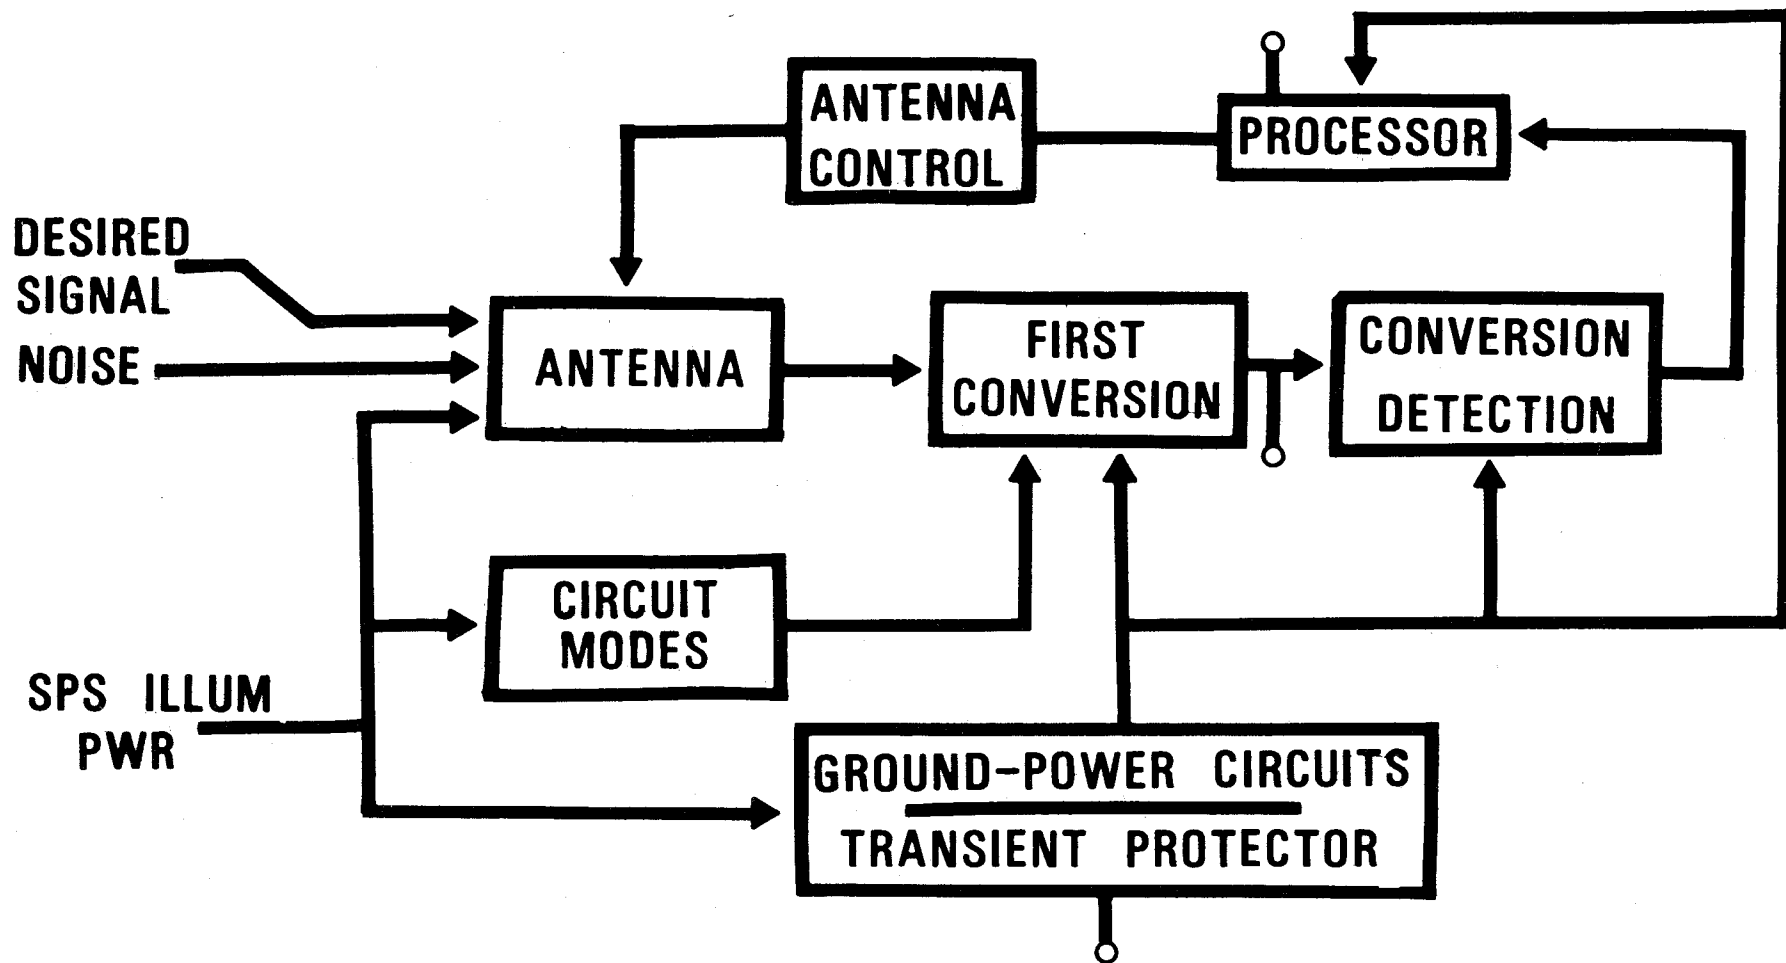 ANTENNA
CONTROL
PROCESSOR
DESIRED
SIGNAL
NOISE
ANTENNA
FIRST
CONVERSION
CONVERSION
DETECTION
CIRCUIT
MODES
SPS ILLUM
PWR
GROUND-POWER CIRCUITS
TRANSIENT PROTECTOR